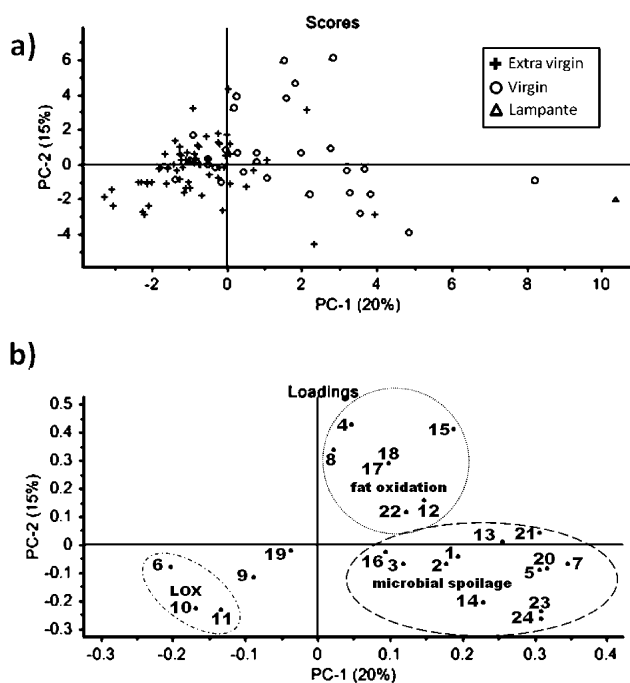 a)
Scores
+ Extra virgin
o Virgin
Δ Lampante
PC-2 (15%)
6
4
2
0
-2
-4
-2 0 2 4 6 8 10
PC-1 (20%)
b)
Loadings
PC-2 (15%)
0.5
0.4
0.3
0.2
0.1
0
-0.1
-0.2
-0.3
4
15
8
18
17
fat oxidation
22 12
13 21
19
16 3 2 1 20 5 7
6
9
LOX
microbial spoilage
10
11
14
23
24
-0.3 -0.2 -0.1 0 0.1 0.2 0.3 0.4
PC-1 (20%)